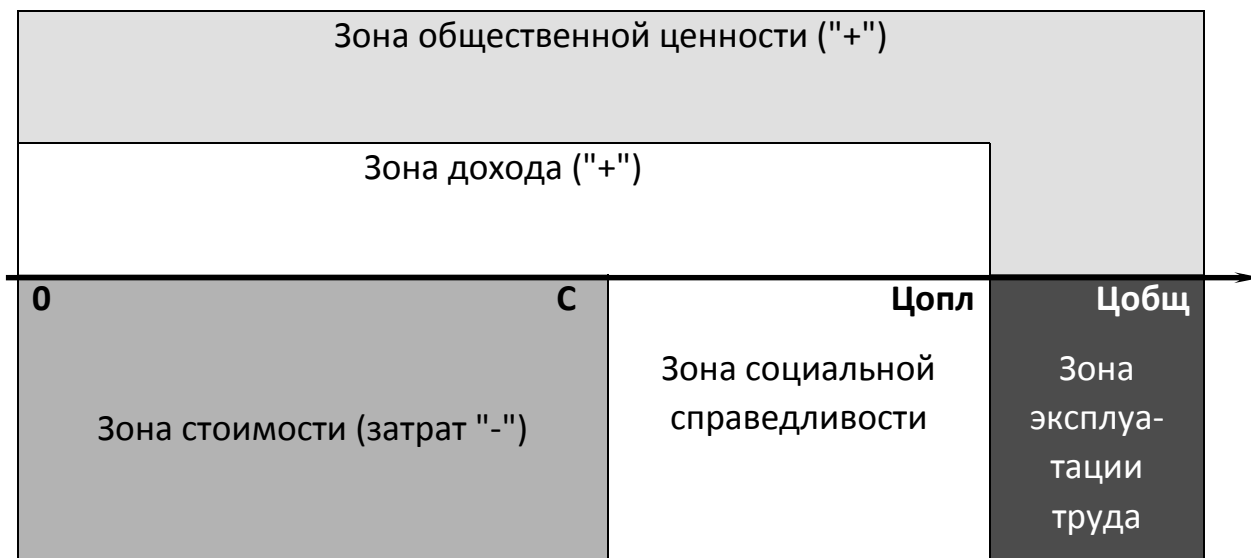 Зона общественной ценности ("+")
Зона дохода ("+")
0 С Цопл Цобщ
Зона стоимости (затрат "-")
Зона социальной
справедливости
Зона
эксплуа-
тации
труда